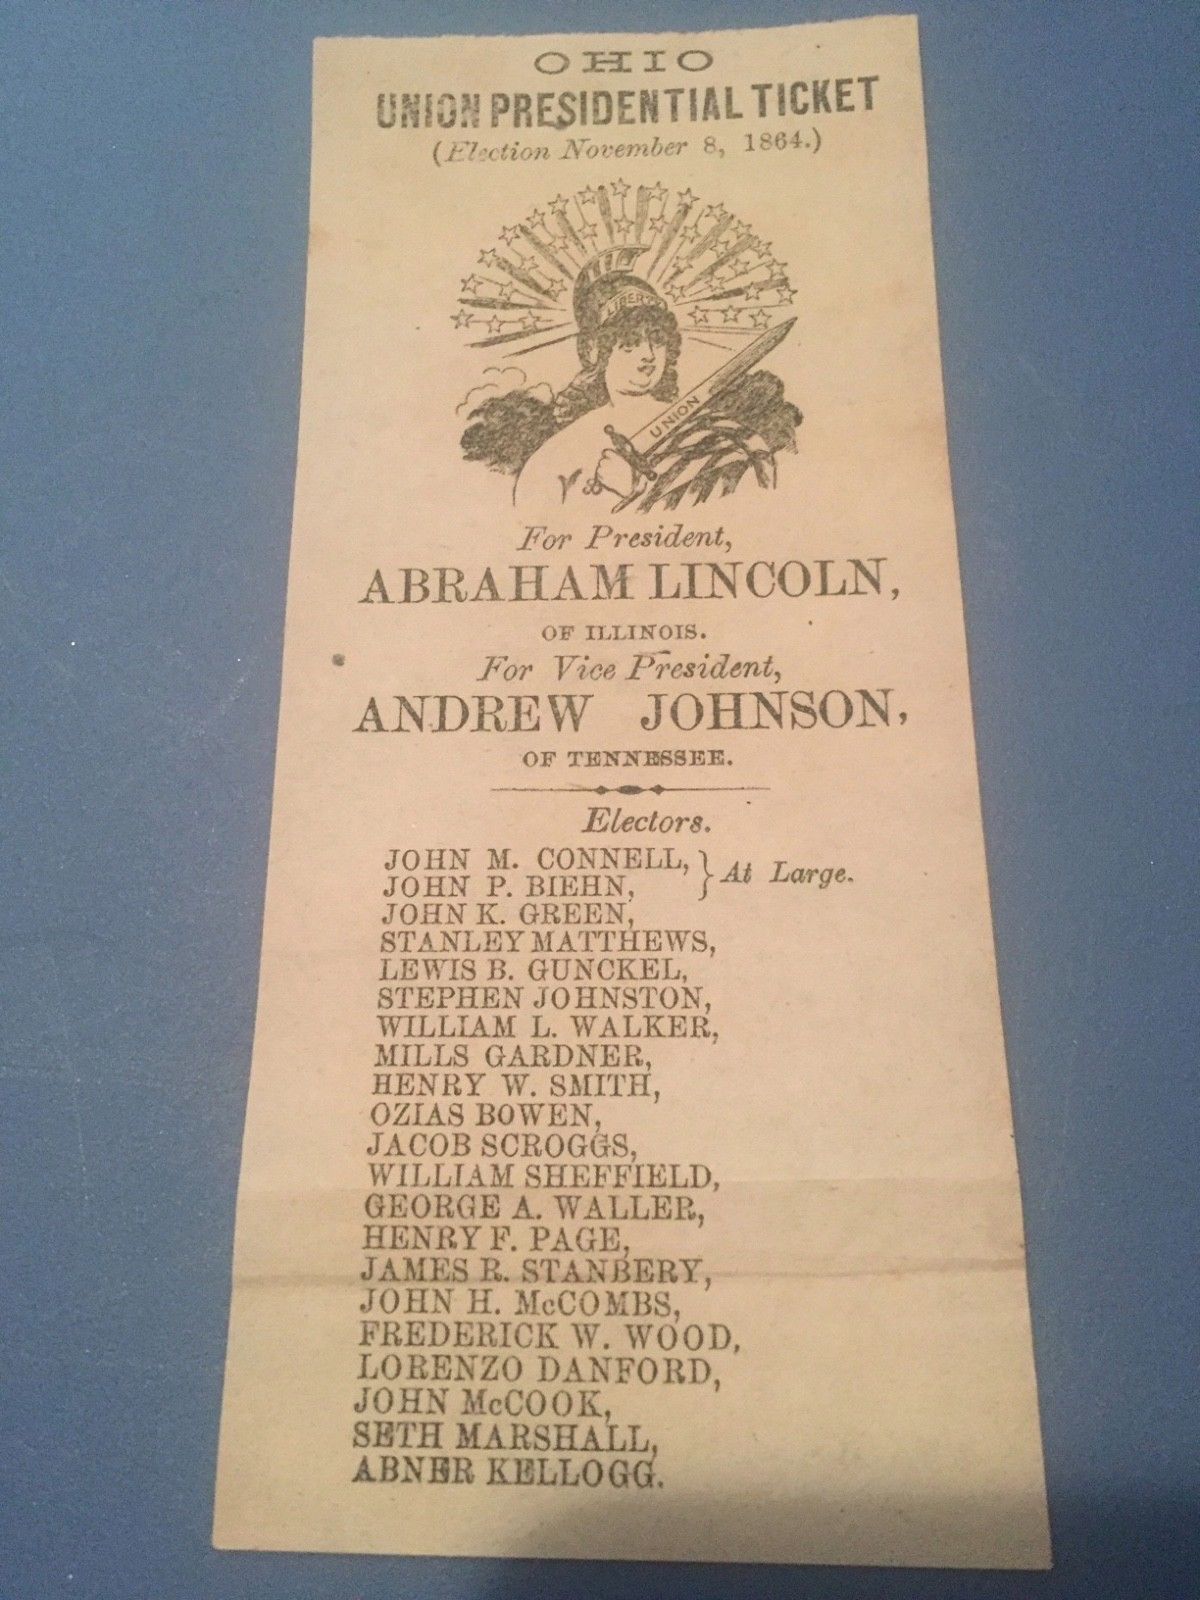 OHIO
UNION PRESIDENTIAL TICKET
(Election November 8, 1864.)
LIBERTY
UNION
For President,
ABRAHAM LINCOLN,
OF ILLINOIS.
For Vice President,
ANDREW JOHNSON,
OF TENNESSEE.
Electors.
JOHN M. CONNELL,
JOHN P. BIEHN,
} At Large.
JOHN K. GREEN,
STANLEY MATTHEWS,
LEWIS B. GUNCKEL,
STEPHEN JOHNSTON,
WILLIAM L. WALKER,
MILLS GARDNER,
HENRY W. SMITH,
OZIAS BOWEN,
JACOB SCROGGS,
WILLIAM SHEFFIELD,
GEORGE A. WALLER,
HENRY F. PAGE,
JAMES R. STANBERY,
JOHN H. McCOMBS,
FREDERICK W. WOOD,
LORENZO DANFORD,
JOHN McCOOK,
SETH MARSHALL,
ABNER KELLOGG.